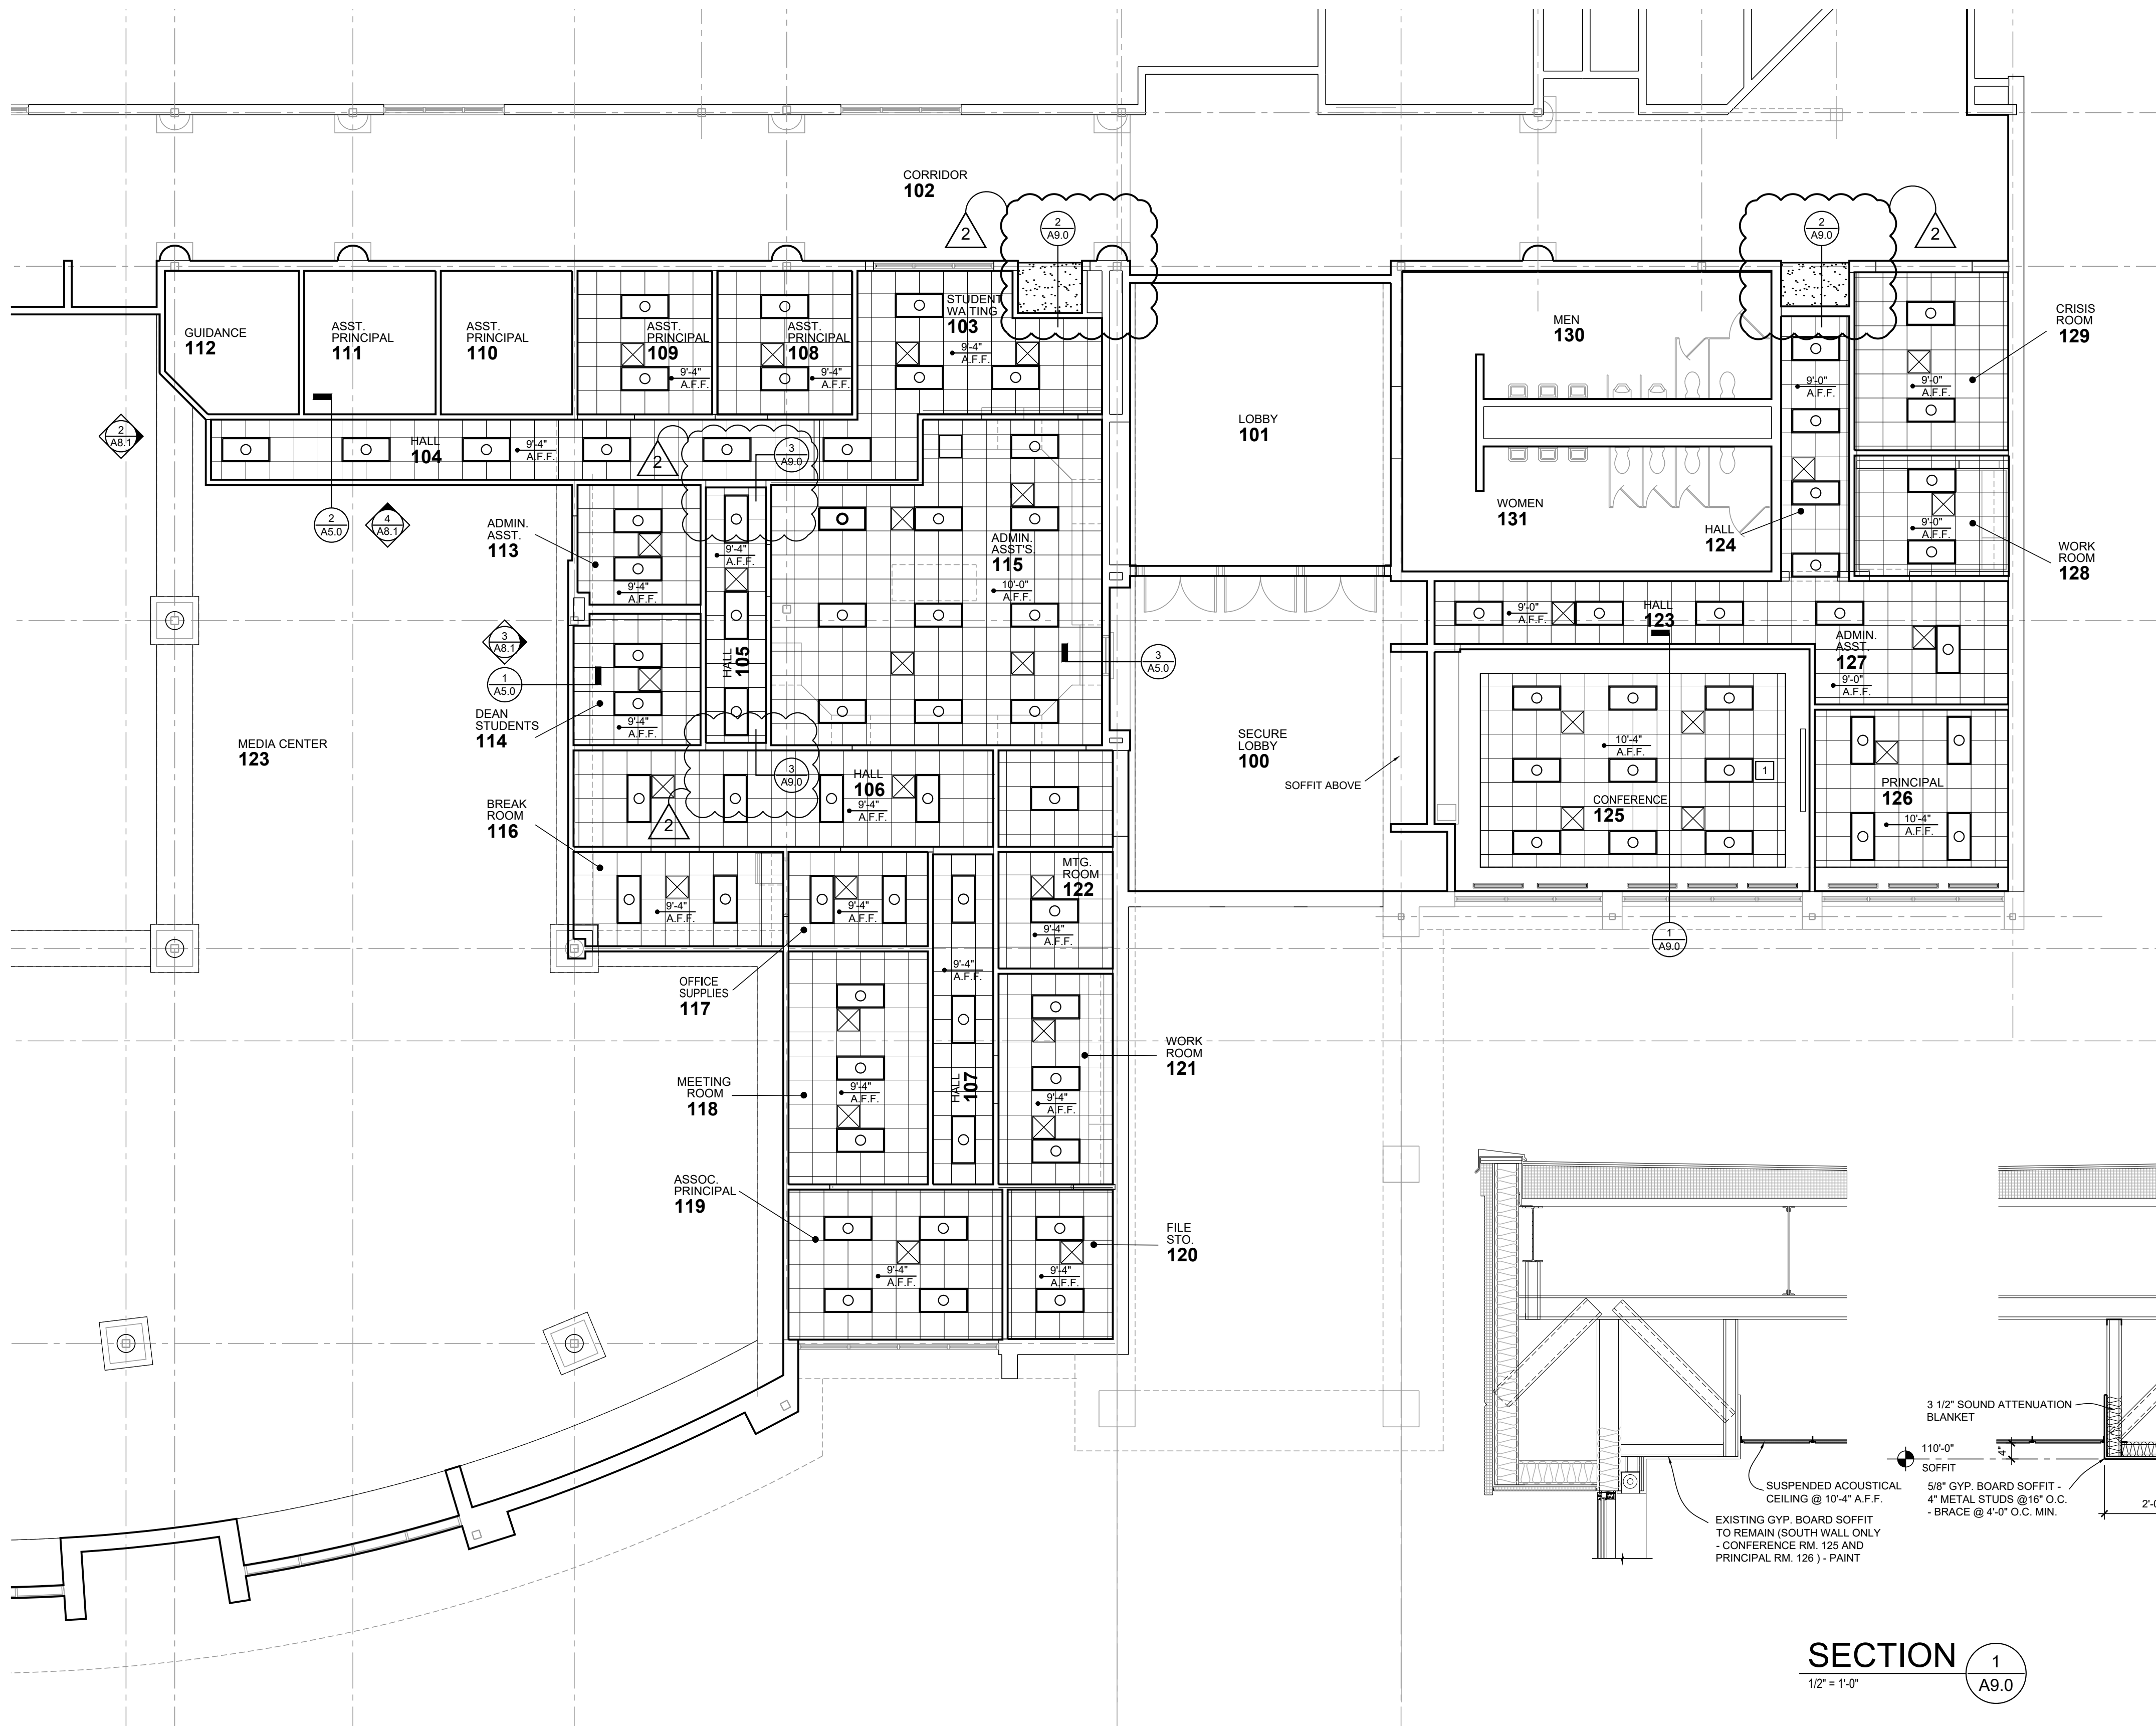 CORRIDOR
102
2
2
A9.0
2
A9.0
2
GUIDANCE
112
ASST.
PRINCIPAL
111
ASST.
PRINCIPAL
110
ASST.
PRINCIPAL
109
9'-4"
A.F.F.
ASST.
PRINCIPAL
108
9'-4"
A.F.F.
STUDENT
WAITING
103
9'-4"
A.F.F.
MEN
130
9'-0"
A.F.F.
9'-0"
A.F.F.
CRISIS
ROOM
129
2
A8.1
HALL
104
9'-4"
A.F.F.
2
3
A9.0
LOBBY
101
2
A5.0
4
A8.1
ADMIN.
ASST.
113
9'-4"
A.F.F.
9'-4"
A.F.F.
ADMIN.
ASST'S.
115
10'-0"
A.F.F.
WOMEN
131
HALL
124
9'-0"
A.F.F.
WORK
ROOM
128
3
A8.1
1
A5.0
HALL
105
3
A5.0
9'-0"
A.F.F.
HALL
123
ADMIN.
ASST.
127
9'-0"
A.F.F.
DEAN
STUDENTS
114
9'-4"
A.F.F.
MEDIA CENTER
123
SECURE
LOBBY
100
SOFFIT ABOVE
10'-4"
A.F.F.
1
CONFERENCE
125
PRINCIPAL
126
10'-4"
A.F.F.
3
A9.0
2
HALL
106
9'-4"
A.F.F.
BREAK
ROOM
116
9'-4"
A.F.F.
9'-4"
A.F.F.
MTG.
ROOM
122
9'-4"
A.F.F.
1
A9.0
OFFICE
SUPPLIES
117
9'-4"
A.F.F.
MEETING
ROOM
118
9'-4"
A.F.F.
HALL
107
9'-4"
A.F.F.
WORK
ROOM
121
ASSOC.
PRINCIPAL
119
9'-4"
A.F.F.
9'-4"
A.F.F.
FILE
STO.
120
3 1/2" SOUND ATTENUATION
BLANKET
110'-0"
SOFFIT
4"
SUSPENDED ACOUSTICAL
CEILING @ 10'-4" A.F.F.
5/8" GYP. BOARD SOFFIT -
4" METAL STUDS @16" O.C.
- BRACE @ 4'-0" O.C. MIN.
EXISTING GYP. BOARD SOFFIT
TO REMAIN (SOUTH WALL ONLY
- CONFERENCE RM. 125 AND
PRINCIPAL RM. 126 ) - PAINT
SECTION
1/2" = 1'-0"
1
A9.0